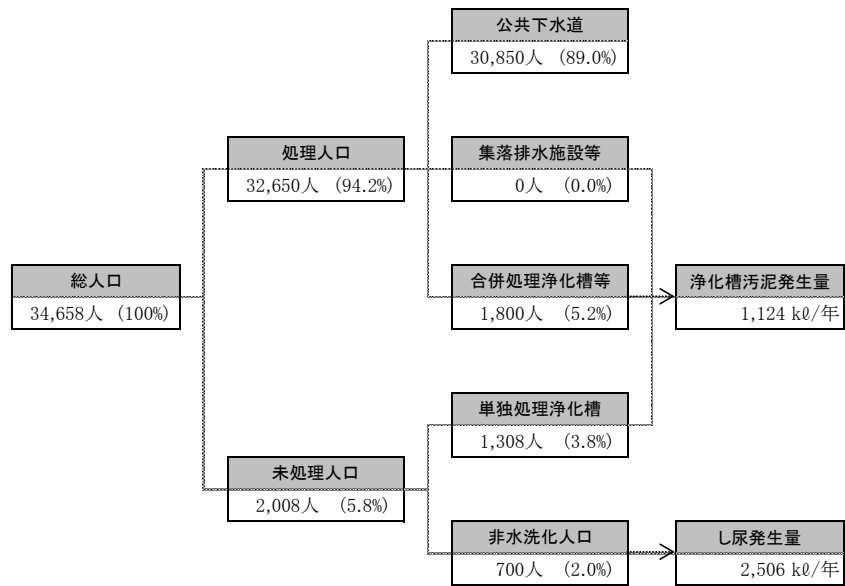 公共下水道
30,850人 (89.0%)
処理人口
32,650人 (94.2%)
集落排水施設等
0人 (0.0%)
総人口
34,658人 (100%)
合併処理浄化槽等
1,800人 (5.2%)
浄化槽汚泥発生量
1,124 kℓ/年
単独処理浄化槽
1,308人 (3.8%)
未処理人口
2,008人 (5.8%)
非水洗化人口
700人 (2.0%)
し尿発生量
2,506 kℓ/年